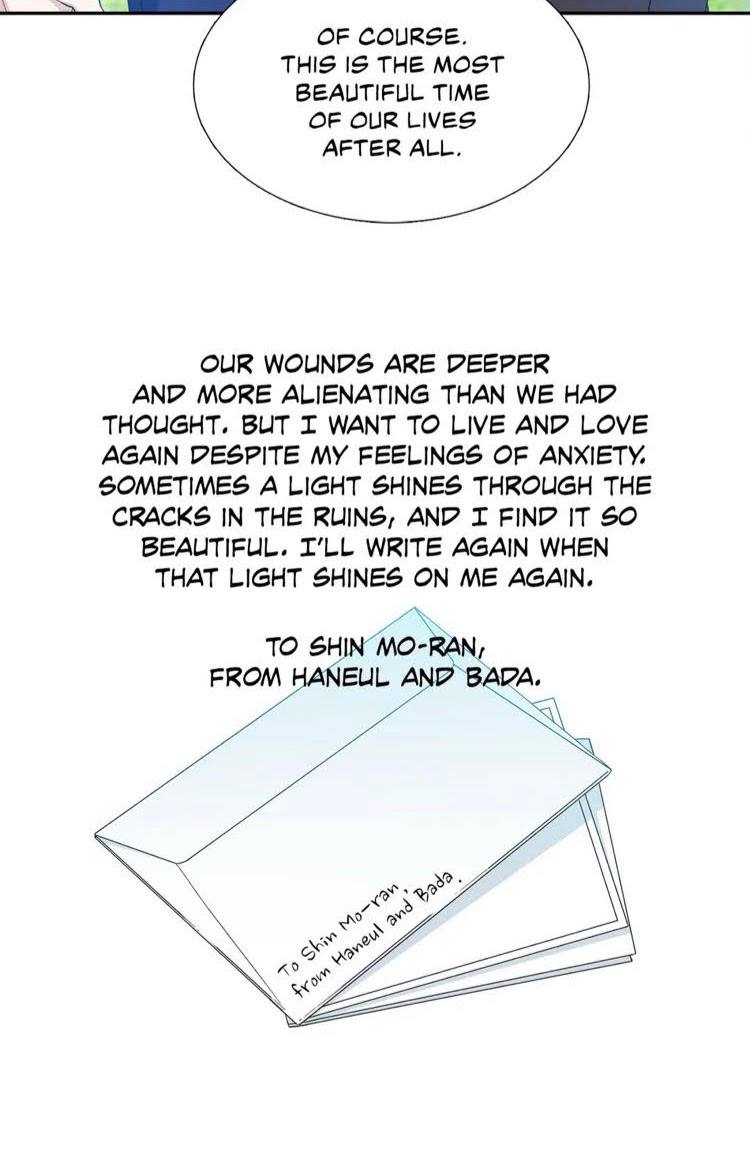 OF COURSE.
THIS IS THE MOST
BEAUTIFUL TIME
OF OUR LIVES
AFTER ALL.
OUR WOUNDS ARE DEEPER
AND MORE ALIENATING THAN WE HAD
THOUGHT. BUT I WANT TO LIVE AND LOVE
AGAIN DESPITE MY FEELINGS OF ANXIETY.
SOMETIMES A LIGHT SHINES THROUGH THE
CRACKS IN THE RUINS, AND I FIND IT SO
BEAUTIFUL. I'LL WRITE AGAIN WHEN
THAT LIGHT SHINES ON ME AGAIN.
TO SHIN MO-RAN,
FROM HANEUL AND BADA.
To Shin Mo-ran,
from Haneul and Bada.